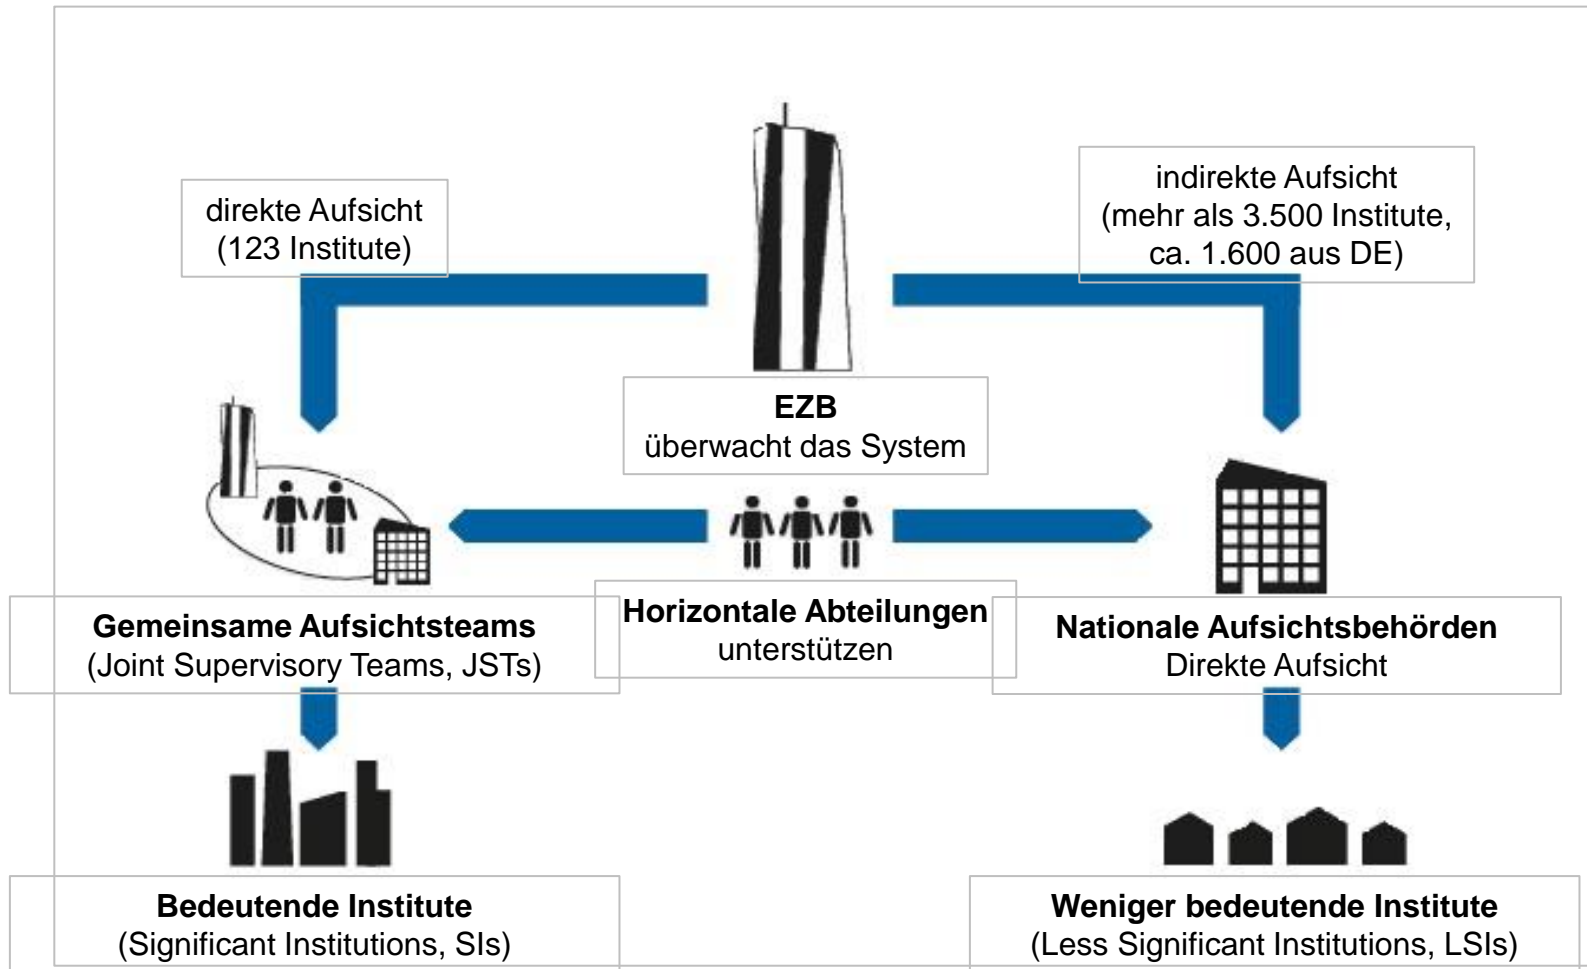 direkte Aufsicht
(123 Institute)
indirekte Aufsicht
(mehr als 3.500 Institute,
ca. 1.600 aus DE)
EZB
überwacht das System
Gemeinsame Aufsichtsteams
(Joint Supervisory Teams, JSTs)
Horizontale Abteilungen
unterstützen
Nationale Aufsichtsbehörden
Direkte Aufsicht
Bedeutende Institute
(Significant Institutions, SIs)
Weniger bedeutende Institute
(Less Significant Institutions, LSIs)